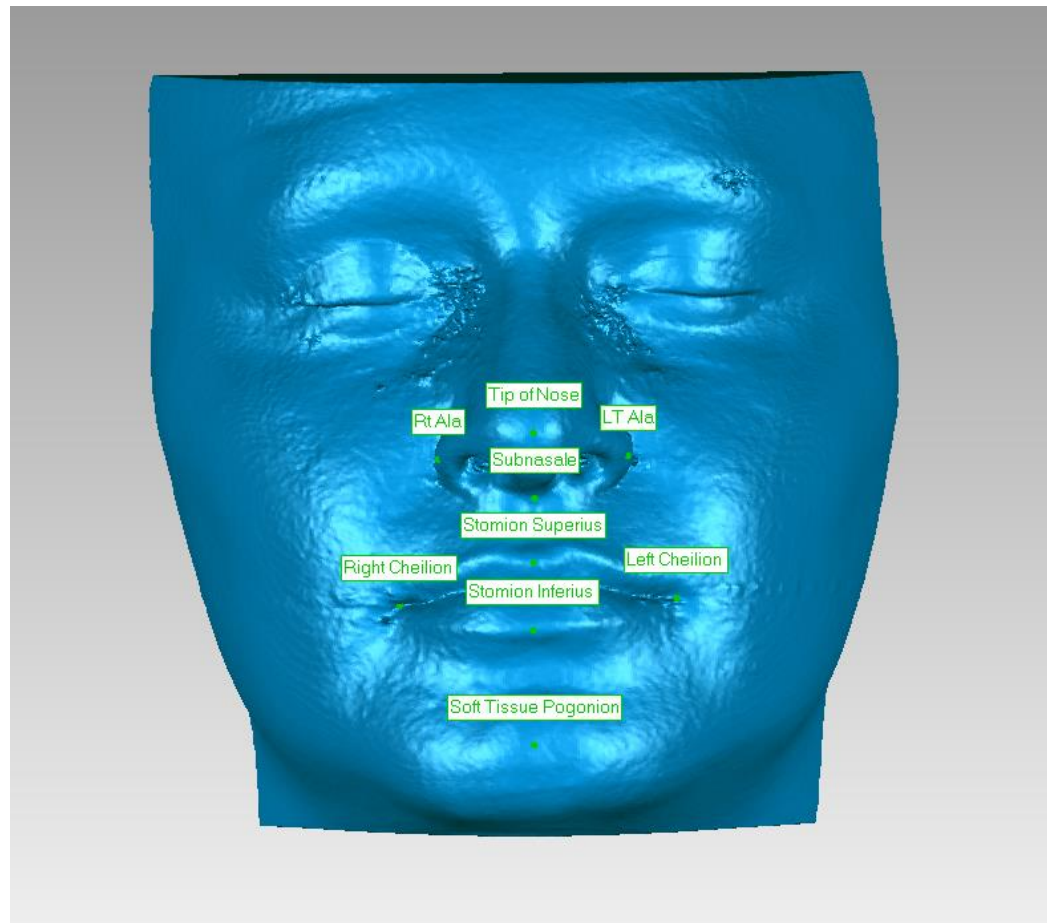 Tip of Nose
Rt Ala
LT Ala
Subnasale
Stomion Superius
Right Cheilion
Left Cheilion
Stomion Inferius
Soft Tissue Pogonion